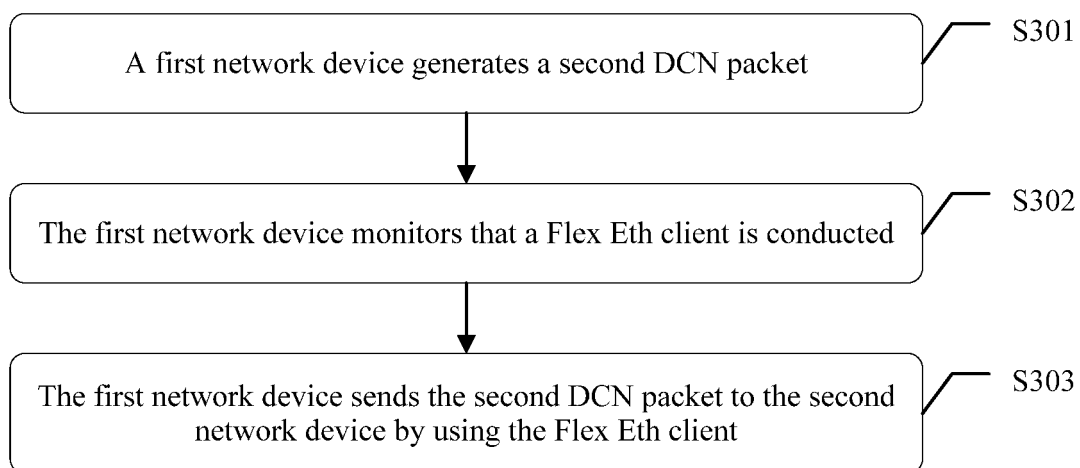 S301
A first network device generates a second DCN packet
S302
The first network device monitors that a Flex Eth client is conducted
S303
The first network device sends the second DCN packet to the second
network device by using the Flex Eth client